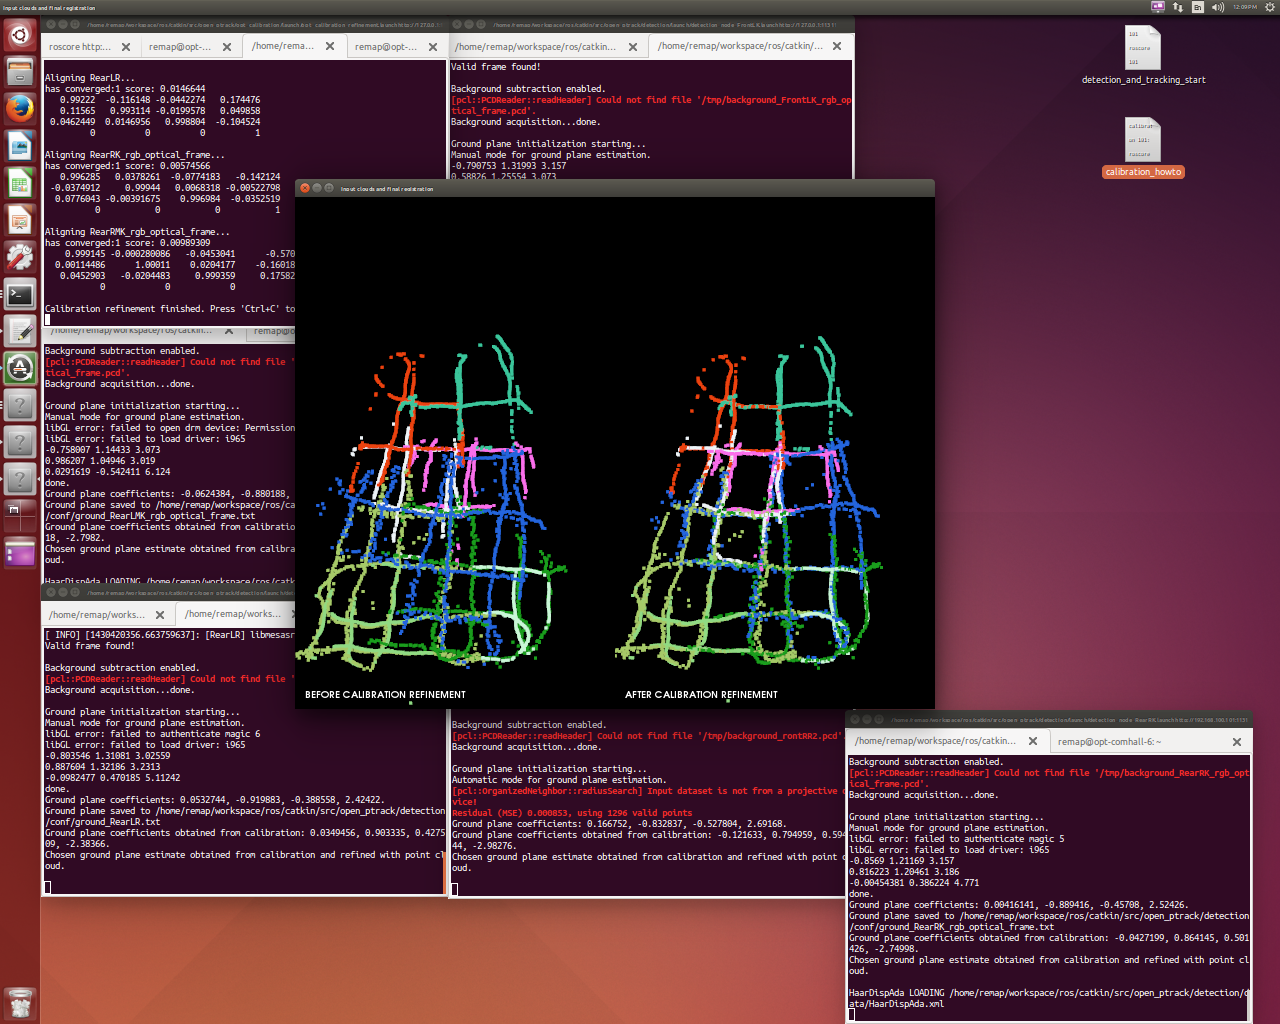 Input clouds and Final registration
En
12:09 PM
roscore http:...
remap@opt-...
/home/rema...
remap@opt-...
Aligning RearLR...
has converged:1 score: 0.0146644
0.99222 -0.116148 -0.0442274 0.174476
0.11565 0.993114 -0.0199578 0.049858
0.0462449 0.0146956 0.998804 -0.104524
0 0 0 1
Aligning RearRK_rgb_optical_frame...
has converged:1 score: 0.00574566
0.996285 0.0378261 -0.0774183 -0.142124
-0.0374912 0.99944 0.0068318 -0.00522798
0.0776043 -0.00391675 0.996984 -0.0352519
0 0 0 1
Aligning RearRMK_rgb_optical_frame...
has converged:1 score: 0.00989309
0.999145 -0.000280086 -0.0453041 -0.570
0.00114486 1.00011 0.0204177 -0.16018
0.0452903 -0.0204483 0.999359 0.17582
0 0 0
Calibration refinement finished. Press 'Ctrl+C' to
/home/remap/workspace/ros/catkin...
/home/remap/workspace/ros/catkin/...
Valid frame found!
Background subtraction enabled.
[pcl::PCDReader::readHeader] Could not find file '/tmp/background_FrontLK_rgb_op
tical_frame.pcd'.
Background acquisition...done.
Ground plane initialization starting...
Manual mode for ground plane estimation.
-0.790753 1.31993 3.157
0.58826 1.25554 3.073
101
roscore
101
detection_and_tracking_start
calibration_howto
Input clouds and Final registration
BEFORE CALIBRATION REFINEMENT
AFTER CALIBRATION REFINEMENT
/home/remap/workspace/ros/catkin...
Background subtraction enabled.
[pcl::PCDReader::readHeader] Could not find file '
tical_frame.pcd'.
Background acquisition...done.
Ground plane initialization starting...
Manual mode for ground plane estimation.
libGL error: failed to open drm device: Permission
libGL error: failed to load driver: i965
-0.758007 1.14433 3.073
0.986207 1.04946 3.019
0.0291619 -0.542411 6.124
done.
Ground plane coefficients: -0.0624384, -0.880188,
Ground plane saved to /home/remap/workspace/ros/ca
/conf/ground_RearLMK_rgb_optical_frame.txt
Ground plane coefficients obtained from calibratio
18, -2.7982.
Chosen ground plane estimate obtained from calibra
oud.
HaarDispAda LOADING /home/remap/workspace/ros/catk
/home/remap/works...
/home/remap/works...
[ INFO] [1430420356.663759637]: [RearLR] libmesasr
Valid frame found!
Background subtraction enabled.
[pcl::PCDReader::readHeader] Could not find file '
Background acquisition...done.
Ground plane initialization starting...
Manual mode for ground plane estimation.
libGL error: failed to authenticate magic 6
libGL error: failed to load driver: i965
-0.803546 1.31081 3.02559
0.887604 1.32186 3.2313
-0.0982477 0.470185 5.11242
done.
Ground plane coefficients: 0.0532744, -0.919883, -0.388558, 2.42422.
Ground plane saved to /home/remap/workspace/ros/catkin/src/open_ptrack/detection
/conf/ground_RearLR.txt
Ground plane coefficients obtained from calibration: 0.0349456, 0.903335, 0.4275
09, -2.38366.
Chosen ground plane estimate obtained from calibration and refined with point cl
oud.
Background subtraction enabled.
[pcl::PCDReader::readHeader] Could not find file '/tmp/background_rontRR2.pcd'
Background acquisition...done.
Ground plane initialization starting...
Automatic mode for ground plane estimation.
[pcl::OrganizedNeighbor::radiusSearch] Input dataset is not from a projective
vice!
Residual (MSE) 0.000853, using 1296 valid points
Ground plane coefficients: 0.166752, -0.832837, -0.527804, 2.69168.
Ground plane coefficients obtained from calibration: -0.121633, 0.794959, 0.594
44, -2.98276.
Chosen ground plane estimate obtained from calibration and refined with point c
oud.
/home/remap/workspace/ros/catkin...
remap@opt-comhall-6: ~
Background subtraction enabled.
[pcl::PCDReader::readHeader] Could not find file '/tmp/background_RearRK_rgb_opt
ical_frame.pcd'.
Background acquisition...done.
Ground plane initialization starting...
Manual mode for ground plane estimation.
libGL error: failed to authenticate magic 5
libGL error: failed to load driver: i965
-0.8569 1.21169 3.157
0.816223 1.20461 3.186
-0.00454381 0.386224 4.771
done.
Ground plane coefficients: 0.00416141, -0.889416, -0.45708, 2.52426.
Ground plane saved to /home/remap/workspace/ros/catkin/src/open_ptrack/detection
/conf/ground_RearRK_rgb_optical_frame.txt
Ground plane coefficients obtained from calibration: -0.0427199, 0.864145, 0.501
426, -2.74998.
Chosen ground plane estimate obtained from calibration and refined with point cl
oud.
HaarDispAda LOADING /home/remap/workspace/ros/catkin/src/open_ptrack/detection/d
ata/HaarDispAda.xml